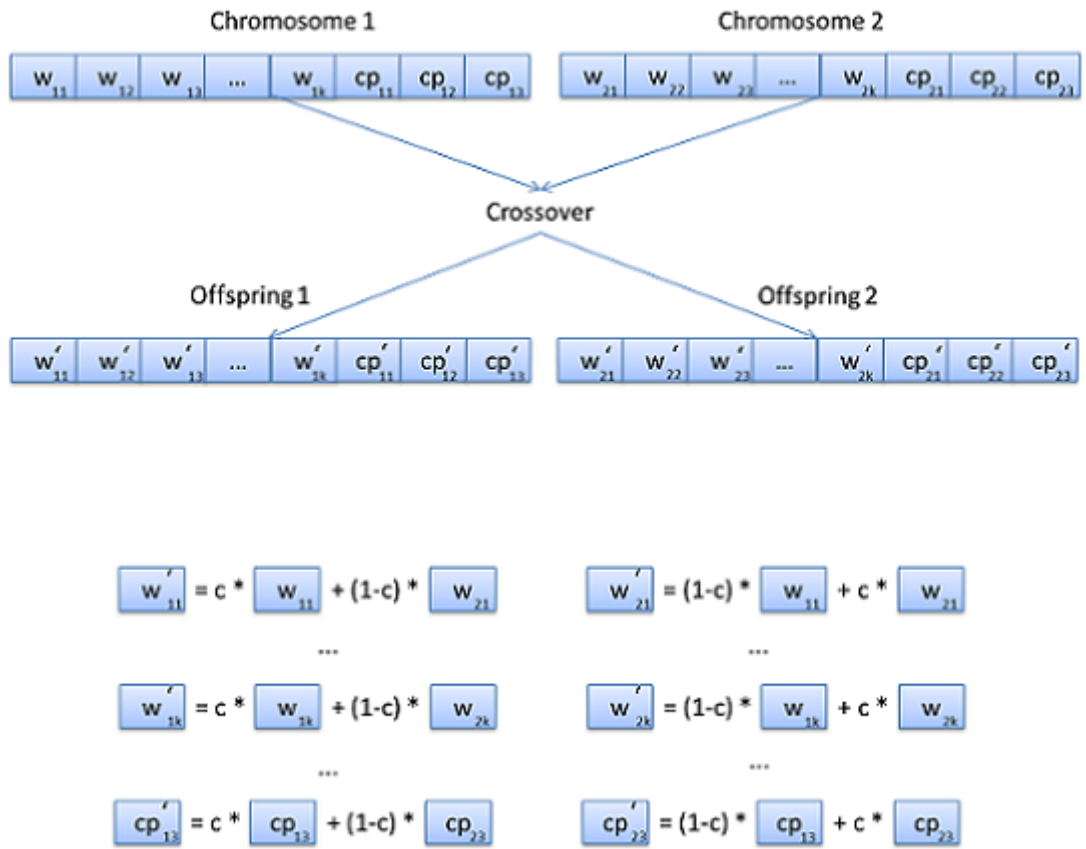 Chromosome 1 Chromosome 2
w11 w12 w13 ... w1k cp11 cp12 cp13 w21 w22 w23 ... w2k cp21 cp22 cp23
Crossover
Offspring 1 Offspring 2
w′11 w′12 w′13 ... w′1k cp′11 cp′12 cp′13 w′21 w′22 w′23 ... w′2k cp′21 cp′22 cp′23
w′11 = c * w11 + (1-c) * w21 w′21 = (1-c) * w11 + c * w21
... ...
w′1k = c * w1k + (1-c) * w2k w′2k = (1-c) * w1k + c * w2k
... ...
cp′13 = c * cp13 + (1-c) * cp23 cp′23 = (1-c) * cp13 + c * cp23